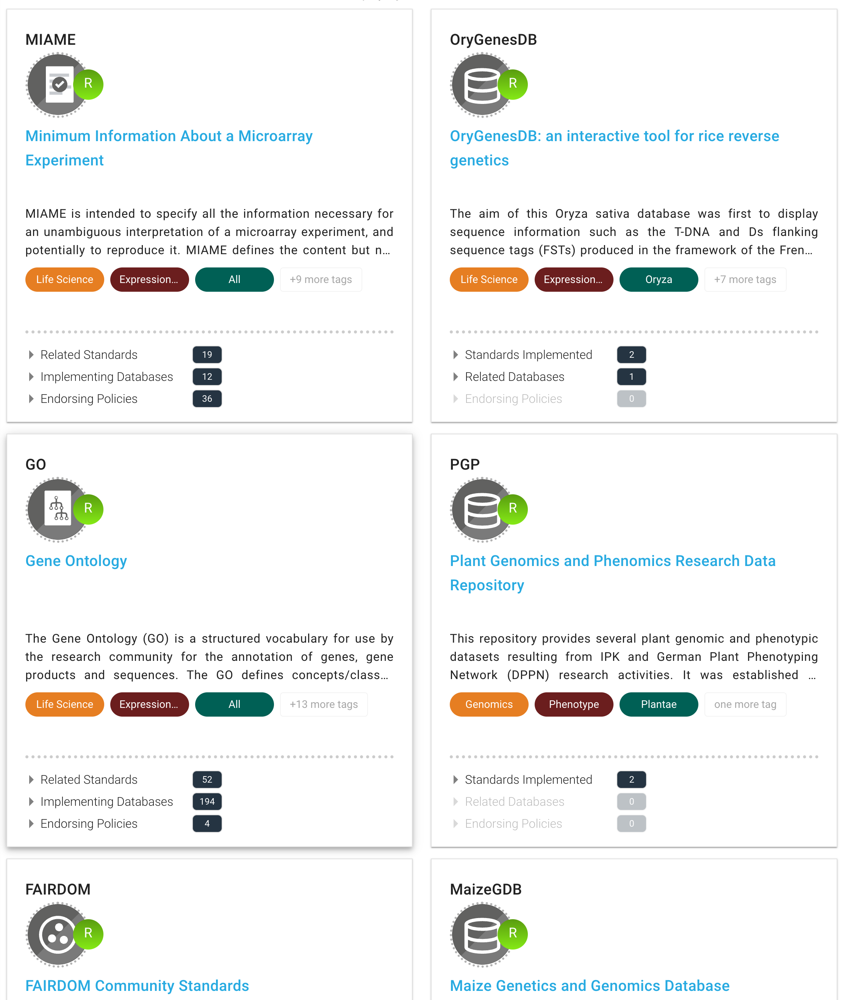 MIAME
R
Minimum Information About a Microarray
Experiment
MIAME is intended to specify all the information necessary for
an unambiguous interpretation of a microarray experiment, and
potentially to reproduce it. MIAME defines the content but n...
Life Science Expression... All +9 more tags
Related Standards 19
Implementing Databases 12
Endorsing Policies 36
OryGenesDB
R
OryGenesDB: an interactive tool for rice reverse
genetics
The aim of this Oryza sativa database was first to display
sequence information such as the T-DNA and Ds flanking
sequence tags (FSTs) produced in the framework of the Fren...
Life Science Expression... Oryza +7 more tags
Standards Implemented 2
Related Databases 1
Endorsing Policies 0
GO
R
Gene Ontology
The Gene Ontology (GO) is a structured vocabulary for use by
the research community for the annotation of genes, gene
products and sequences. The GO defines concepts/class...
Life Science Expression... All +13 more tags
Related Standards 52
Implementing Databases 194
Endorsing Policies 4
PGP
R
Plant Genomics and Phenomics Research Data
Repository
This repository provides several plant genomic and phenotypic
datasets resulting from IPK and German Plant Phenotyping
Network (DPPN) research activities. It was established ...
Genomics Phenotype Plantae one more tag
Standards Implemented 2
Related Databases 0
Endorsing Policies 0
FAIRDOM
R
FAIRDOM Community Standards
MaizeGDB
R
Maize Genetics and Genomics Database